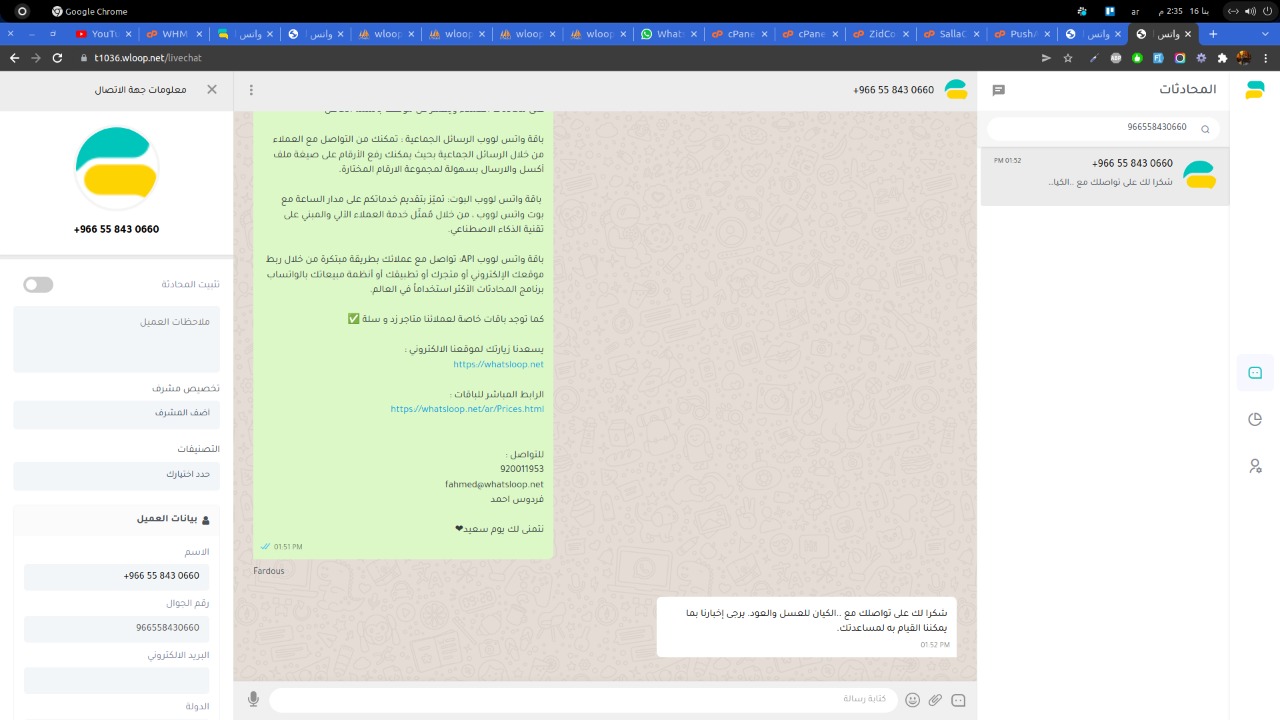 Google Chrome
ar
بنا 16 2:35 م
YouTu
WHM
واتس
واتس
wloop
wloop
wloop
wloop
Whats
cPane
cPane
ZidCo
SallaC
PushA
واتس
واتس
t1036.wloop.net/livechat
المحادثات
966558430660
+966 55 843 0660
01:52 PM
شكرا لك على تواصلك مع ..الكيا...
+966 55 843 0660
باقة واتس لووب الرسائل الجماعية : تمكنك من التواصل مع العملاء
من خلال الرسائل الجماعية بحيث يمكنك رفع الأرقام على صيغة ملف
أكسل والارسال بسهولة لمجموعة الارقام المختارة.
باقة واتس لووب البوت: تميّز بتقديم خدماتكم على مدار الساعة مع
بوت واتس لووب ، من خلال مُمثّل خدمة العملاء الآلي والمبني على
تقنية الذكاء الاصطناعي.
باقة واتس لووب API: تواصل مع عملائك بطريقة مبتكرة من خلال ربط
موقعك الإلكتروني أو متجرك أو تطبيقك أو أنظمة مبيعاتك بالواتساب
برنامج المحادثات الأكثر استخداماً في العالم.
كما توجد باقات خاصة لعملائنا متاجر زد و سلة ✅
يسعدنا زيارتك لموقعنا الالكتروني :
https://whatsloop.net
الرابط المباشر للباقات :
https://whatsloop.net/ar/Prices.html
للتواصل :
920011953
fahmed@whatsloop.net
فردوس احمد
نتمنى لك يوم سعيد❤
01:51 PM
Fardous
شكرا لك على تواصلك مع ..الكيان للعسل والعود. يرجى إخبارنا بما
يمكننا القيام به لمساعدتك.
01:52 PM
كتابة رسالة
معلومات جهة الاتصال
+966 55 843 0660
تثبيت المحادثة
ملاحظات العميل
تخصيص مشرف
اضف المشرف
التصنيفات
حدد اختيارك
بيانات العميل
الاسم
+966 55 843 0660
رقم الجوال
966558430660
البريد الالكتروني
الدولة